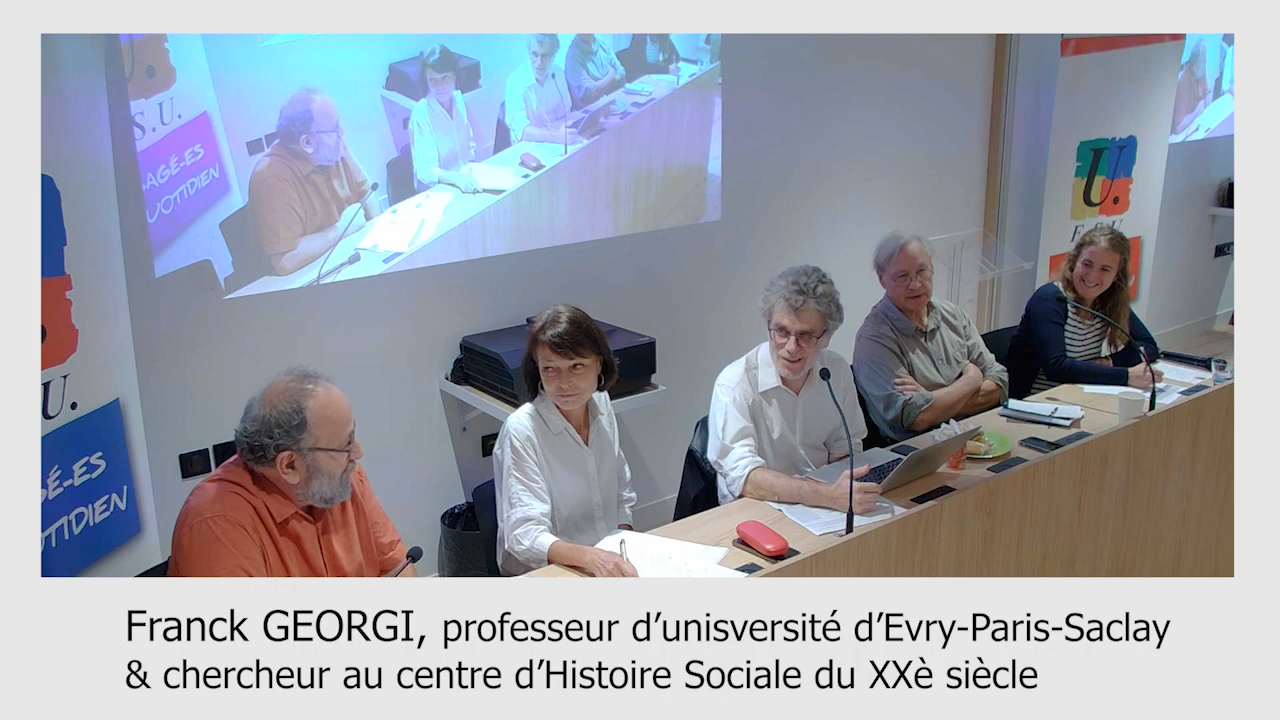 S.U.
AGÉ-ES
UOTIDIEN
U.
F.S.U.
U.
GÉ-ES
OTIDIEN
Franck GEORGI, professeur d’unisversité d’Evry-Paris-Saclay
& chercheur au centre d’Histoire Sociale du XXè siècle